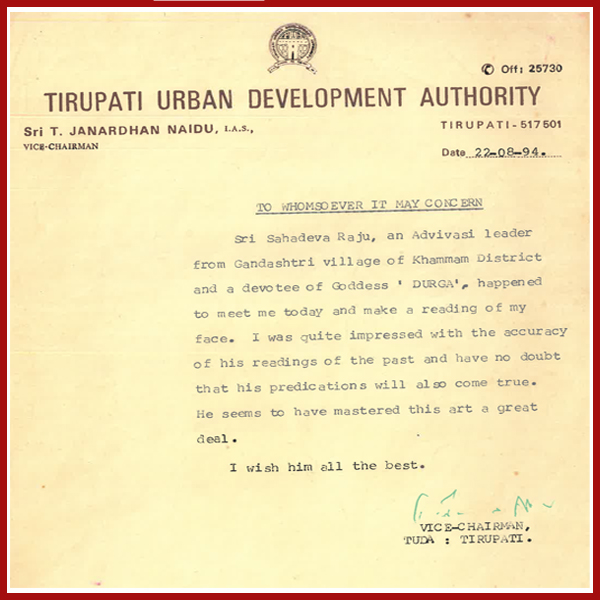 ✆ Off: 25730
TIRUPATI URBAN DEVELOPMENT AUTHORITY
Sri T. JANARDHAN NAIDU, I.A.S.,
VICE-CHAIRMAN
TIRUPATI-517501
Date 22-08-94.
TO WHOMSOEVER IT MAY CONCERN
Sri Sahadeva Raju, an Advivasi leader
from Gandashtri village of Khammam District
and a devotee of Goddess ' DURGA', happened
to meet me today and make a reading of my
face. I was quite impressed with the accuracy
of his readings of the past and have no doubt
that his predications will also come true.
He seems to have mastered this art a great
deal.
I wish him all the best.
VICE-CHAIRMAN,
TUDA : TIRUPATI.